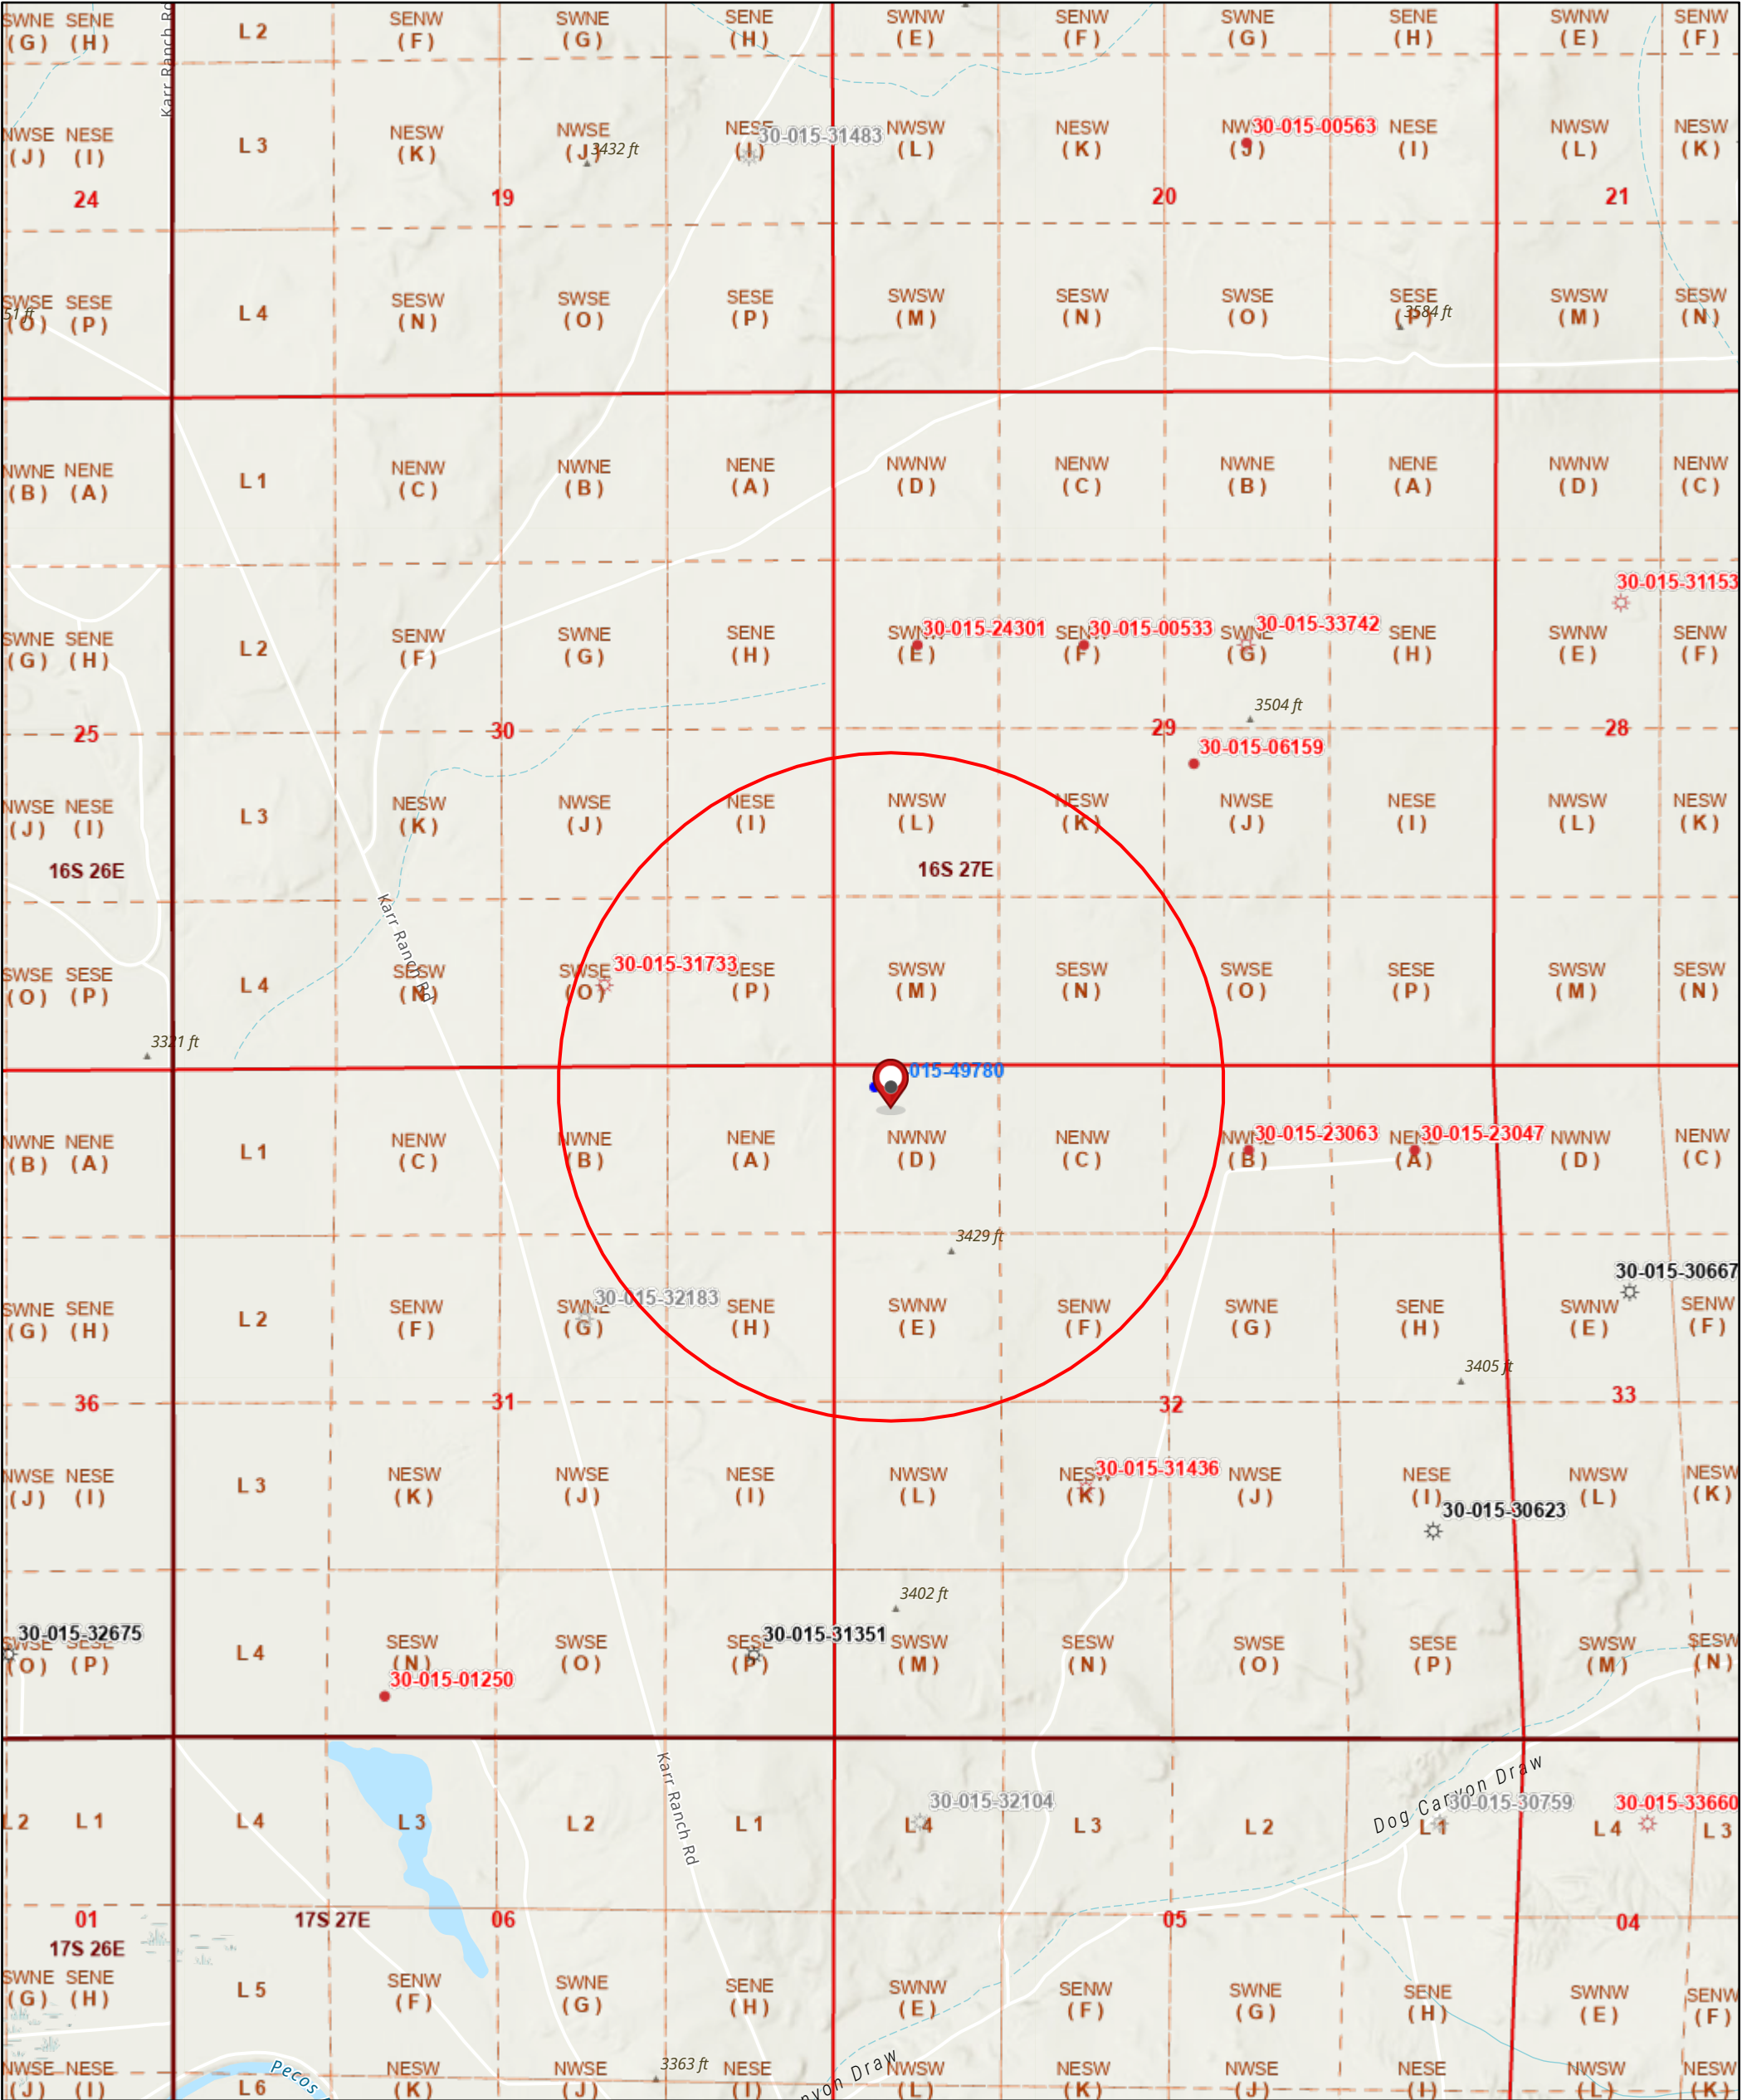 SWNE SENE L 2 SENW SWNE SENE SWNW SENW SWNE SENE SWNW SENW
(G) (H) (F) (G) (H) (E) (F) (G) (H) (E) (F)
Karr Ranch Rd
NWSE NESE L 3 NESW NWSE NESE 30-015-31483 NWSW NESW 30-015-00563 NESE NWSW NESW
(J) (I) (K) (J) 3432 ft (I) (L) (K) (J) (I) (L) (K)
24 19 20 21
SWSE SESE L 4 SESW SWSE SESE SWSW SESW SWSE SESE SWSW SESW
(O) (P) (N) (O) (P) (M) (N) (O) (P) 3584 ft (M) (N)
NWNE NENE L 1 NENW NWNE NENE NWNW NENW NWNE NENE NWNW NENW
(B) (A) (C) (B) (A) (D) (C) (B) (A) (D) (C)
30-015-31153
30-015-24301 30-015-00533 30-015-33742
SWNE SENE L 2 SENW SWNE SENE SWNW SENW SWNE SENE SWNW SENW
(G) (H) (F) (G) (H) (E) (F) (G) (H) (E) (F)
3504 ft
25 30 29 28
30-015-06159
NWSE NESE L 3 NESW NWSE NESE NWSW NESW NWSE NESE NWSW NESW
(J) (I) (K) (J) (I) (L) (K) (J) (I) (L) (K)
16S 26E 16S 27E
Karr Ranch Rd
30-015-31733
SWSE SESE L 4 SESW SWSE SESE SWSW SESW SWSE SESE SWSW SESW
(O) (P) (N) (O) (P) (M) (N) (O) (P) (M) (N)
3321 ft
015-49780
30-015-23063 30-015-23047
NWNE NENE L 1 NENW NWNE NENE NWNW NENW NWNE NENE NWNW NENW
(B) (A) (C) (B) (A) (D) (C) (B) (A) (D) (C)
3429 ft
30-015-30667
30-015-32183
SWNE SENE L 2 SENW SWNE SENE SWNW SENW SWNE SENE SWNW SENW
(G) (H) (F) (G) (H) (E) (F) (G) (H) (E) (F)
3405 ft
36 31 32 33
30-015-31436
NWSE NESE L 3 NESW NWSE NESE NWSW NESW NWSE NESE NWSW NESW
(J) (I) (K) (J) (I) (L) (K) (J) (I) (L) (K)
30-015-30623
3402 ft
30-015-32675 30-015-31351
SWSE SESE L 4 SESW SWSE SESE SWSW SESW SWSE SESE SWSW SESW
(O) (P) (N) (O) (P) (M) (N) (O) (P) (M) (N)
30-015-01250
Karr Ranch Rd
Dog Canyon Draw
30-015-32104 30-015-30759 30-015-33660
L 2 L 1 L 4 L 3 L 2 L 1 L 4 L 3 L 2 L 1 L 4 L 3
01 17S 27E 06 05 04
17S 26E
SWNE SENE L 5 SENW SWNE SENE SWNW SENW SWNE SENE SWNW SENW
(G) (H) (F) (G) (H) (E) (F) (G) (H) (E) (F)
3363 ft
Pecos
nyon Draw
NWSE NESE L 6 NESW NWSE NESE NWSW NESW NWSE NESE NWSW NESW
(J) (I) (K) (J) (I) (L) (K) (J) (I) (L) (K)